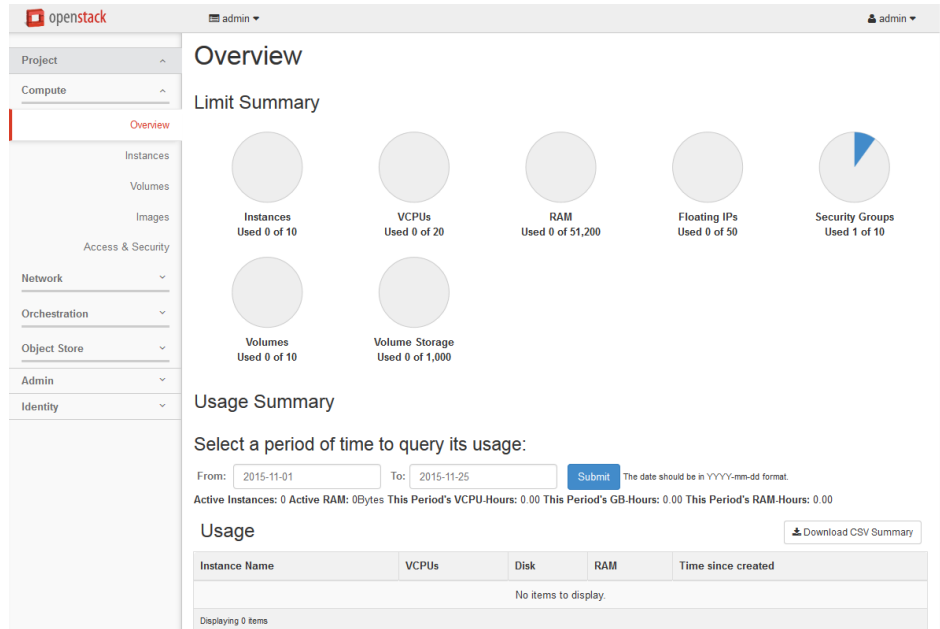 openstack
admin
admin
Project
Compute
Overview
Instances
Volumes
Images
Access & Security
Network
Orchestration
Object Store
Admin
Identity
Overview
Limit Summary
Instances
Used 0 of 10
VCPUs
Used 0 of 20
RAM
Used 0 of 51,200
Floating IPs
Used 0 of 50
Security Groups
Used 1 of 10
Volumes
Used 0 of 10
Volume Storage
Used 0 of 1,000
Usage Summary
Select a period of time to query its usage:
From: 2015-11-01 To: 2015-11-25 Submit The date should be in YYYY-mm-dd format.
Active Instances: 0 Active RAM: 0Bytes This Period's VCPU-Hours: 0.00 This Period's GB-Hours: 0.00 This Period's RAM-Hours: 0.00
Usage
Download CSV Summary
Instance Name VCPUs Disk RAM Time since created
No items to display.
Displaying 0 items